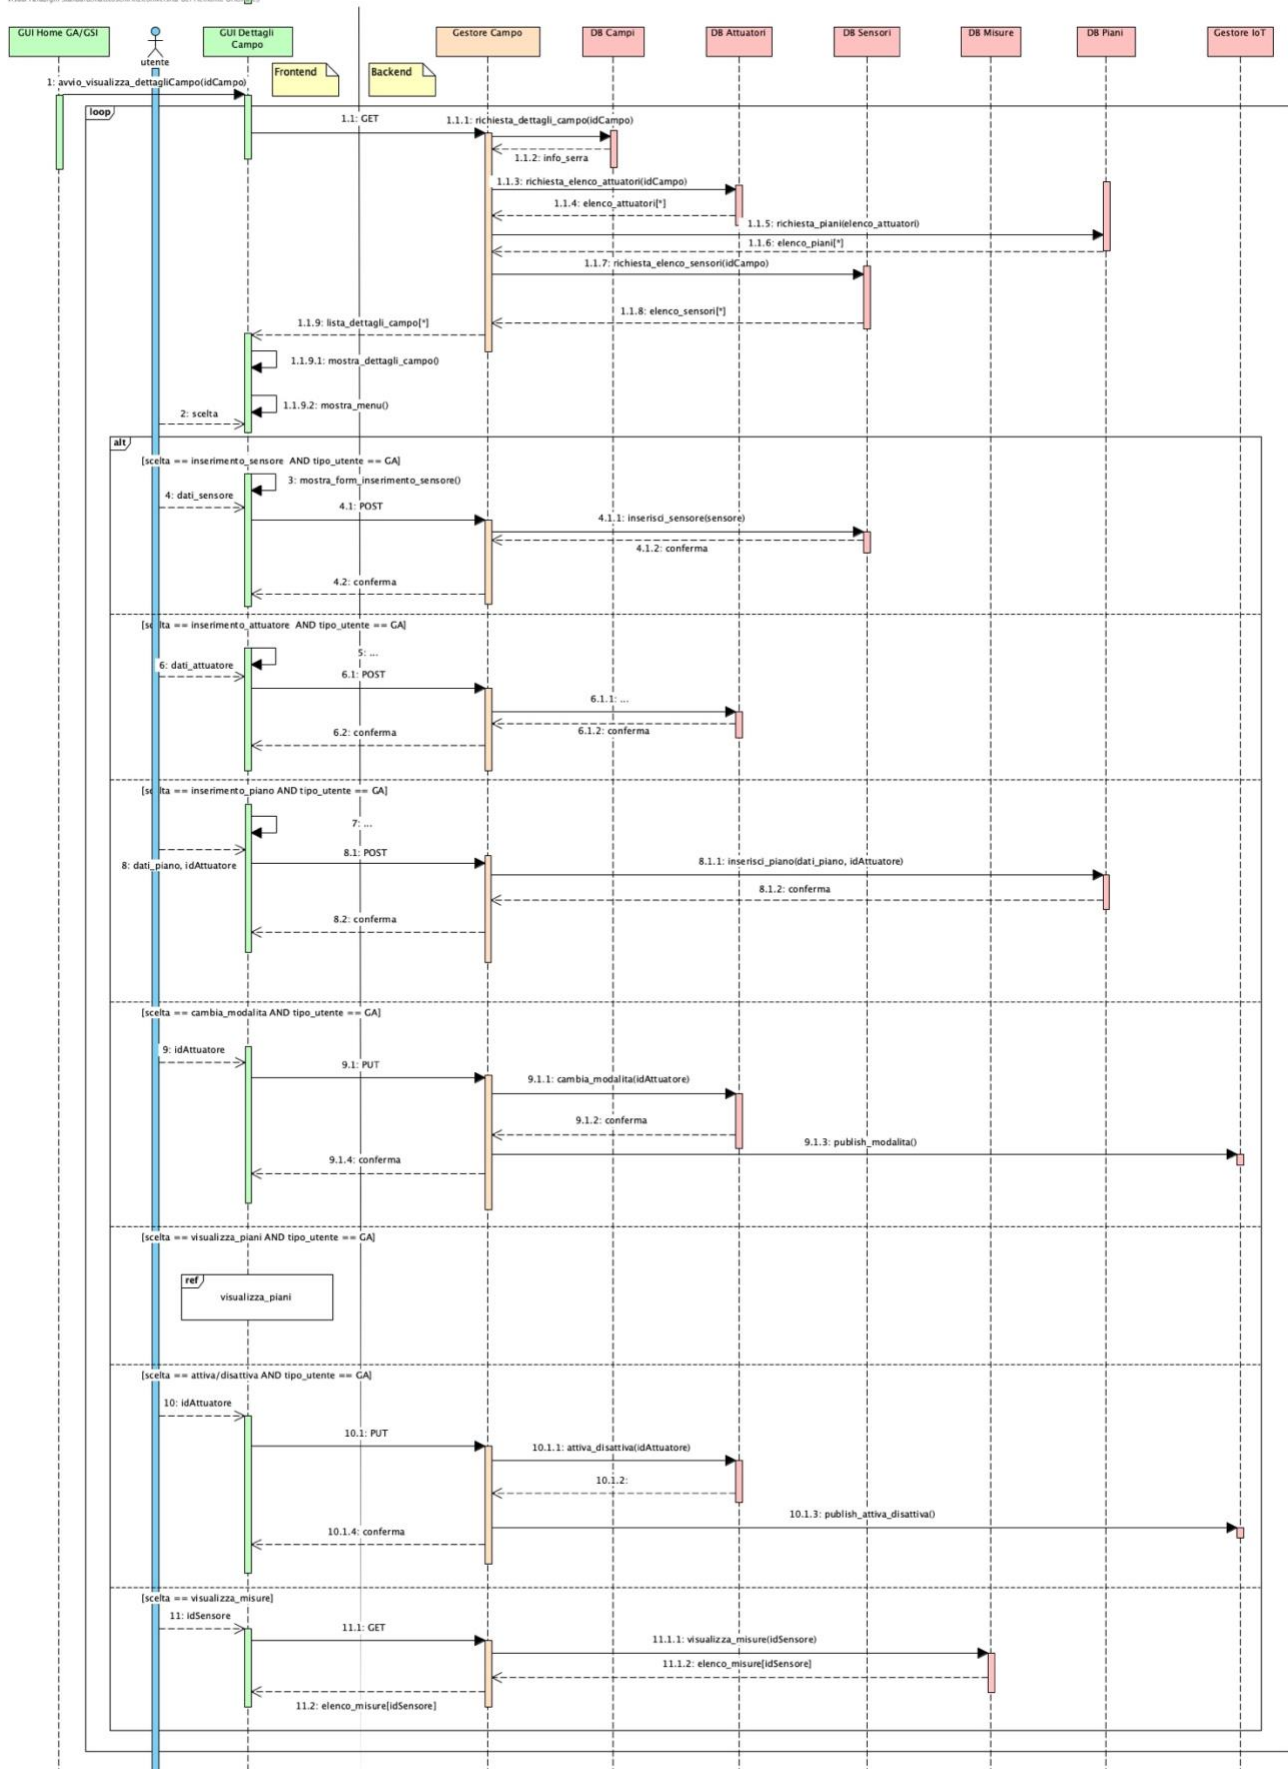 GUI Home GA/GSI
utente
GUI Dettagli
Campo
Gestore Campo
DB Campi
DB Attuatori
DB Sensori
DB Misure
DB Piani
Gestore IoT
Frontend
Backend
1: avvio_visualizza_dettagliCampo(idCampo)
loop
1.1: GET
1.1.1: richiesta_dettagli_campo(idCampo)
1.1.2: info_serra
1.1.3: richiesta_elenco_attuatori(idCampo)
1.1.4: elenco_attuatori[*]
1.1.5: richiesta_piani(elenco_attuatori)
1.1.6: elenco_piani[*]
1.1.7: richiesta_elenco_sensori(idCampo)
1.1.8: elenco_sensori[*]
1.1.9: lista_dettagli_campo[*]
1.1.9.1: mostra_dettagli_campo()
1.1.9.2: mostra_menu()
2: scelta
alt
[scelta == inserimento_sensore AND tipo_utente == GA]
3: mostra_form_inserimento_sensore()
4: dati_sensore
4.1: POST
4.1.1: inserisci_sensore(sensore)
4.1.2: conferma
4.2: conferma
[scelta == inserimento_attuatore AND tipo_utente == GA]
5: ...
6: dati_attuatore
6.1: POST
6.1.1: ...
6.1.2: conferma
6.2: conferma
[scelta == inserimento_piano AND tipo_utente == GA]
7: ...
8: dati_piano, idAttuatore
8.1: POST
8.1.1: inserisci_piano(dati_piano, idAttuatore)
8.1.2: conferma
8.2: conferma
[scelta == cambia_modalita AND tipo_utente == GA]
9: idAttuatore
9.1: PUT
9.1.1: cambia_modalita(idAttuatore)
9.1.2: conferma
9.1.3: publish_modalita()
9.1.4: conferma
[scelta == visualizza_piani AND tipo_utente == GA]
ref
visualizza_piani
[scelta == attiva/disattiva AND tipo_utente == GA]
10: idAttuatore
10.1: PUT
10.1.1: attiva_disattiva(idAttuatore)
10.1.2:
10.1.3: publish_attiva_disattiva()
10.1.4: conferma
[scelta == visualizza_misure]
11: idSensore
11.1: GET
11.1.1: visualizza_misure(idSensore)
11.1.2: elenco_misure[idSensore]
11.2: elenco_misure[idSensore]